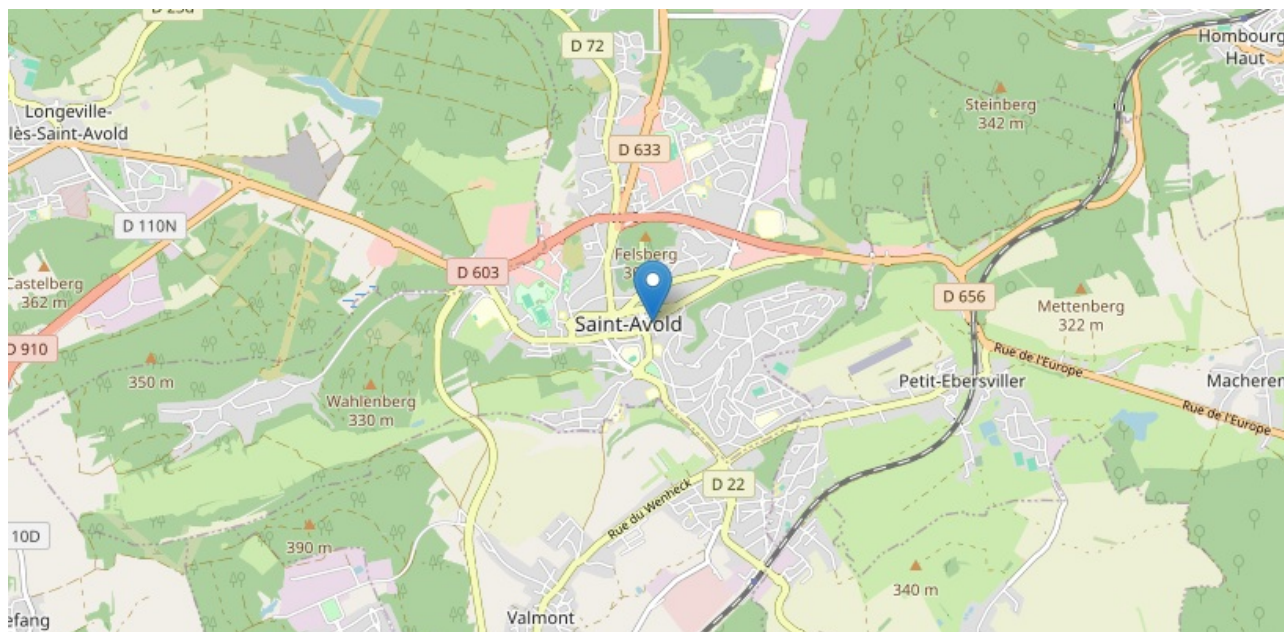 D 25a
D 72
Hombourg
Haut
Longeville-
lès-Saint-Avold
Steinberg
342 m
D 633
D 110N
Felsberg
D 603
Castelberg
362 m
D 656
Mettenberg
322 m
Saint-Avold
D 910
350 m
Rue de l'Europe
Petit-Ebersviller
Macheren
Wahlenberg
330 m
Rue de l'Europe
D 22
Rue du Wenheck
10D
390 m
340 m
efang
Valmont